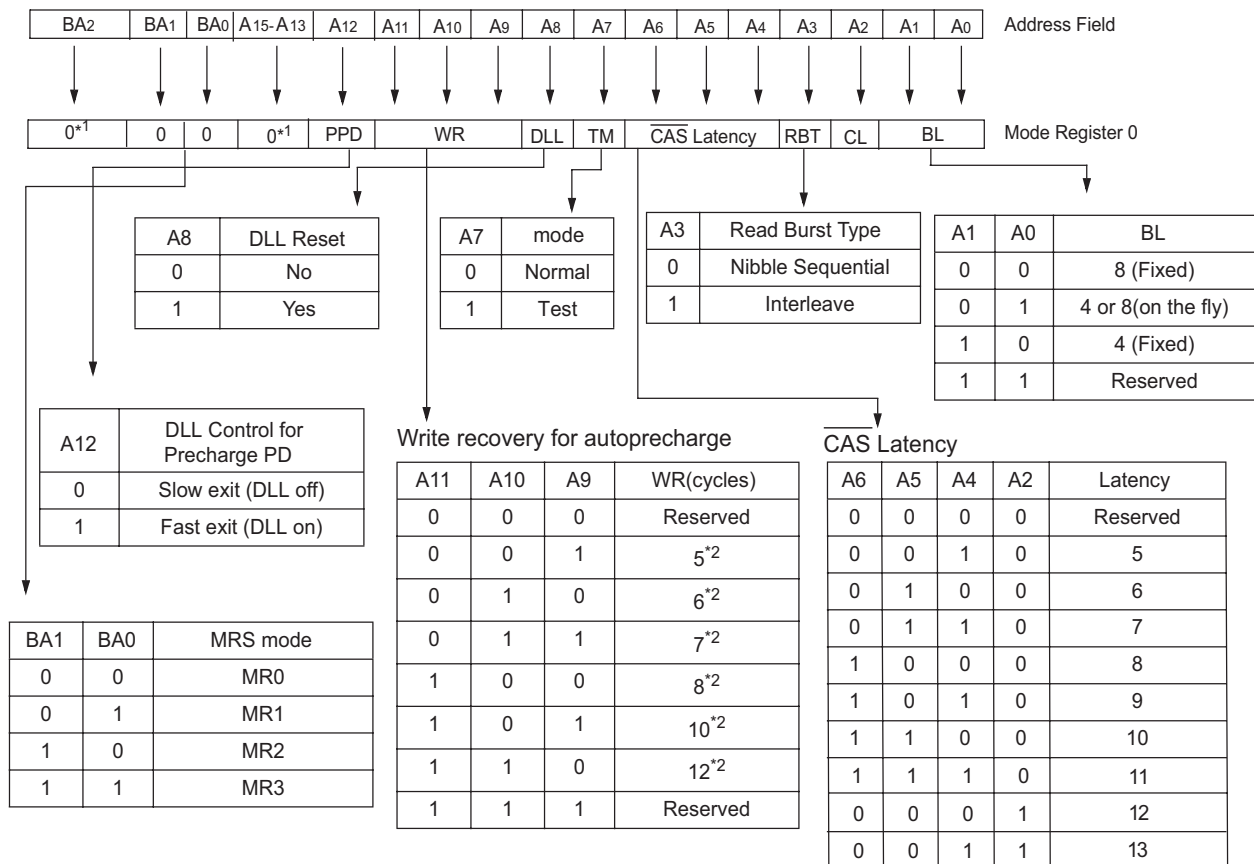 BA2 BA1 BA0 A15-A13 A12 A11 A10 A9 A8 A7 A6 A5 A4 A3 A2 A1 A0 Address Field
0*1 0 0 0*1 PPD WR DLL TM CAS Latency RBT CL BL Mode Register 0
A8 DLL Reset
0 No
1 Yes
A7 mode
0 Normal
1 Test
A3 Read Burst Type
0 Nibble Sequential
1 Interleave
A1 A0 BL
0 0 8 (Fixed)
0 1 4 or 8(on the fly)
1 0 4 (Fixed)
1 1 Reserved
A12 DLL Control for
Precharge PD
0 Slow exit (DLL off)
1 Fast exit (DLL on)
BA1 BA0 MRS mode
0 0 MR0
0 1 MR1
1 0 MR2
1 1 MR3
Write recovery for autoprecharge
A11 A10 A9 WR(cycles)
0 0 0 Reserved
0 0 1 5*2
0 1 0 6*2
0 1 1 7*2
1 0 0 8*2
1 0 1 10*2
1 1 0 12*2
1 1 1 Reserved
CAS Latency
A6 A5 A4 A2 Latency
0 0 0 0 Reserved
0 0 1 0 5
0 1 0 0 6
0 1 1 0 7
1 0 0 0 8
1 0 1 0 9
1 1 0 0 10
1 1 1 0 11
0 0 0 1 12
0 0 1 1 13